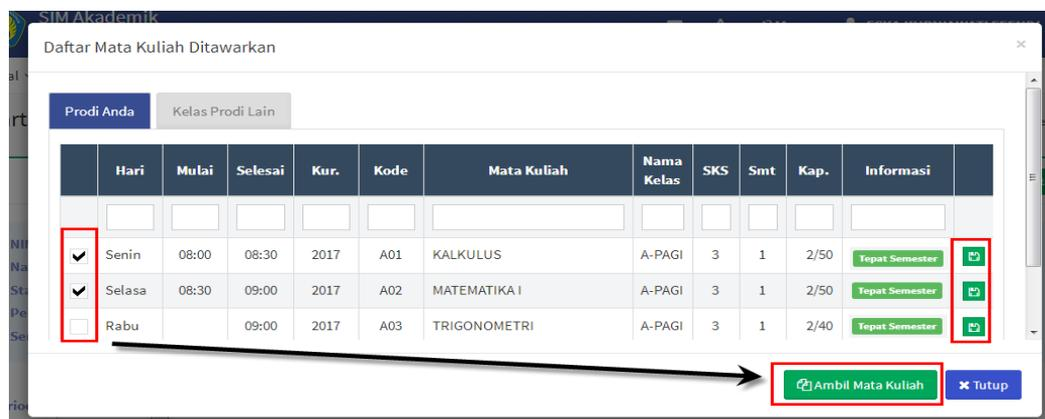 SIM Akademik
Daftar Mata Kuliah Ditawarkan ×
Prodi Anda Kelas Prodi Lain
Hari Mulai Selesai Kur. Kode Mata Kuliah Nama Kelas SKS Smt Kap. Informasi
Senin 08:00 08:30 2017 A01 KALKULUS A-PAGI 3 1 2/50 Tepat Semester
Selasa 08:30 09:00 2017 A02 MATEMATIKA I A-PAGI 3 1 2/50 Tepat Semester
Rabu 09:00 2017 A03 TRIGONOMETRI A-PAGI 3 1 2/40 Tepat Semester
Ambil Mata Kuliah Tutup